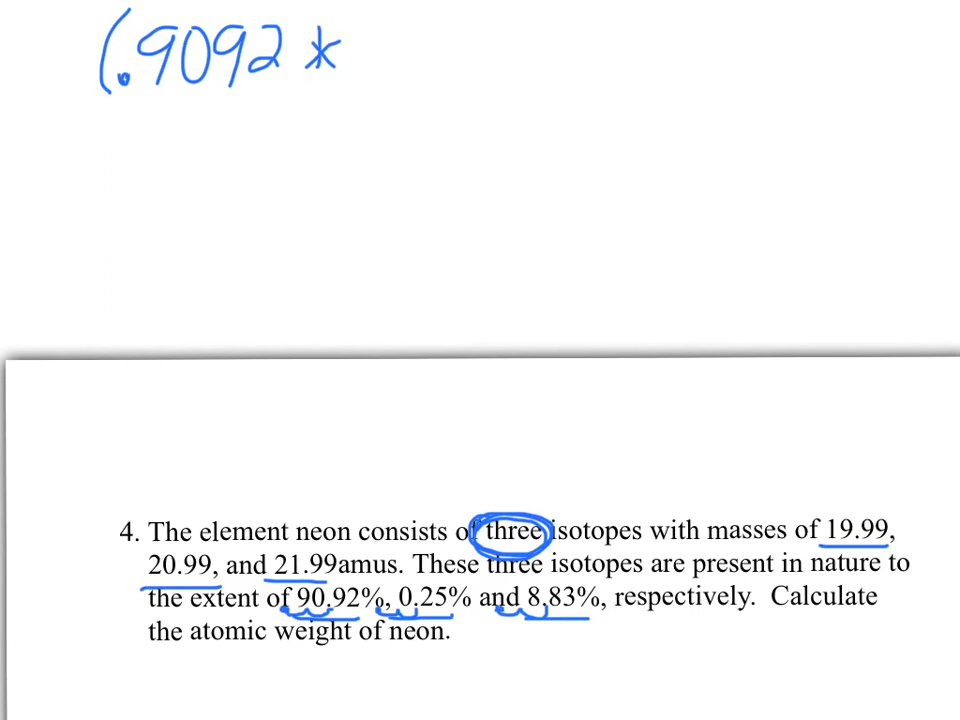 (.9092 *
4. The element neon consists of three isotopes with masses of 19.99,
20.99, and 21.99amus. These three isotopes are present in nature to
the extent of 90.92%, 0.25% and 8.83%, respectively. Calculate
the atomic weight of neon.